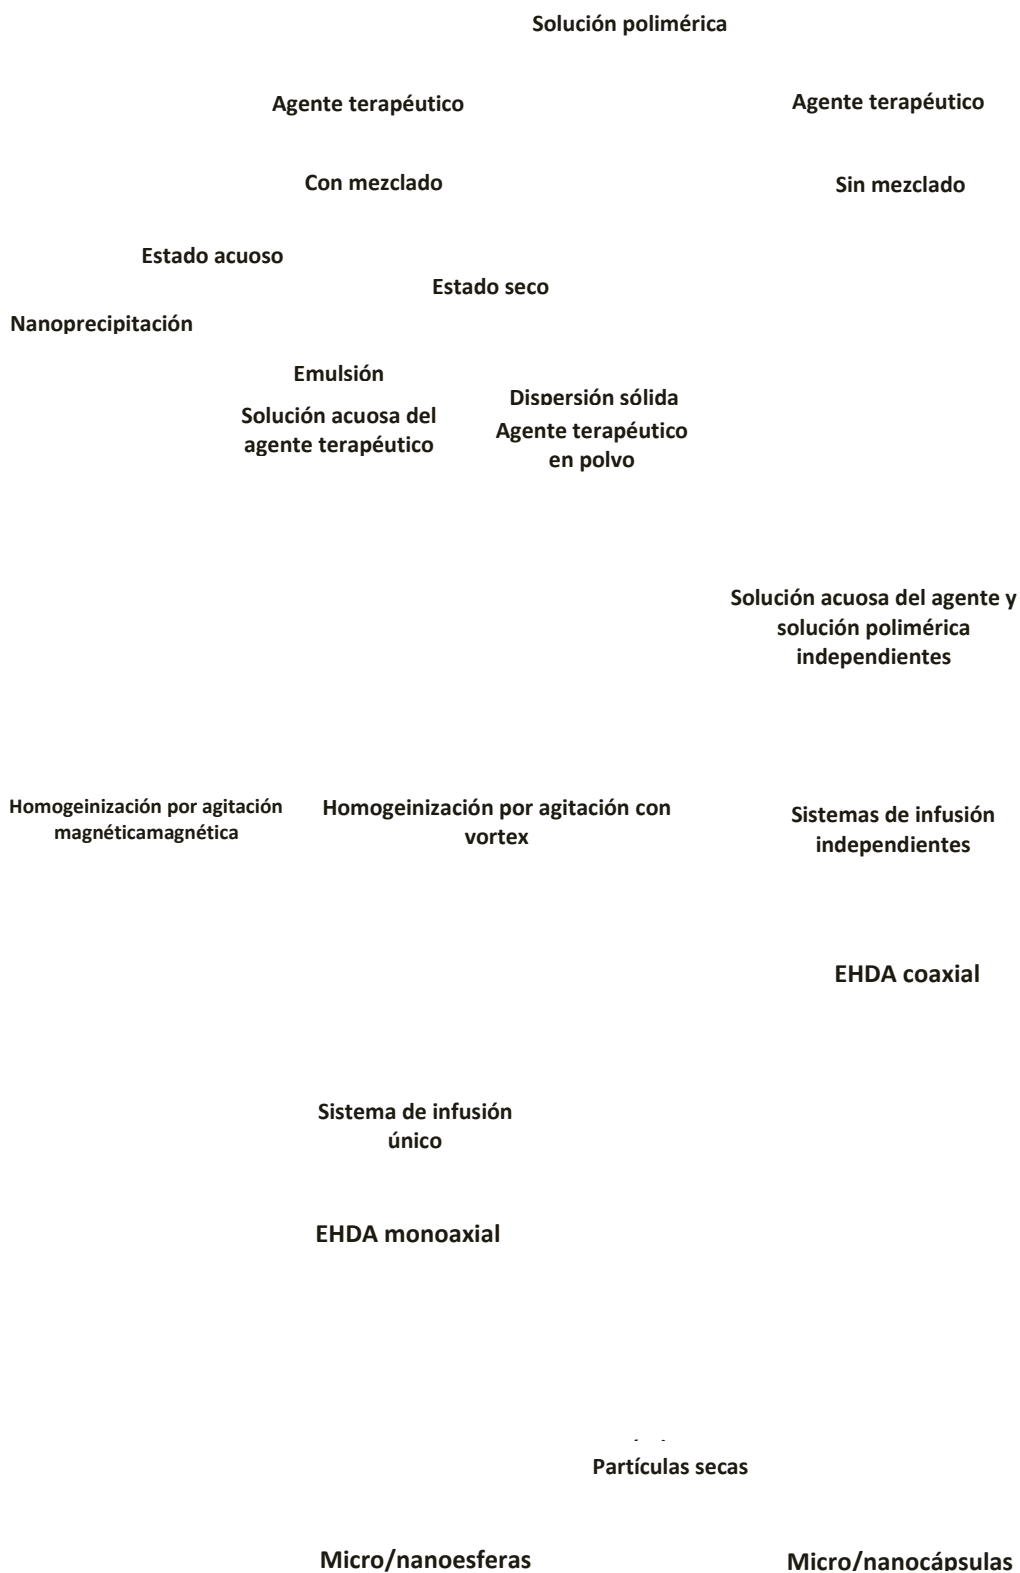 Solución polimérica
Agente terapéutico
Agente terapéutico
Con mezclado
Sin mezclado
Estado acuoso
Estado seco
Nanoprecipitación
Emulsión
Solución acuosa del
agente terapéutico
Dispersión sólida
Agente terapéutico
en polvo
Solución acuosa del agente y
solución polimérica
independientes
Homogeinización por agitación
magnéticamagnética
Homogeinización por agitación con
vortex
Sistemas de infusión
independientes
EHDA coaxial
Sistema de infusión
único
EHDA monoaxial
Partículas secas
Micro/nanoesferas
Micro/nanocápsulas